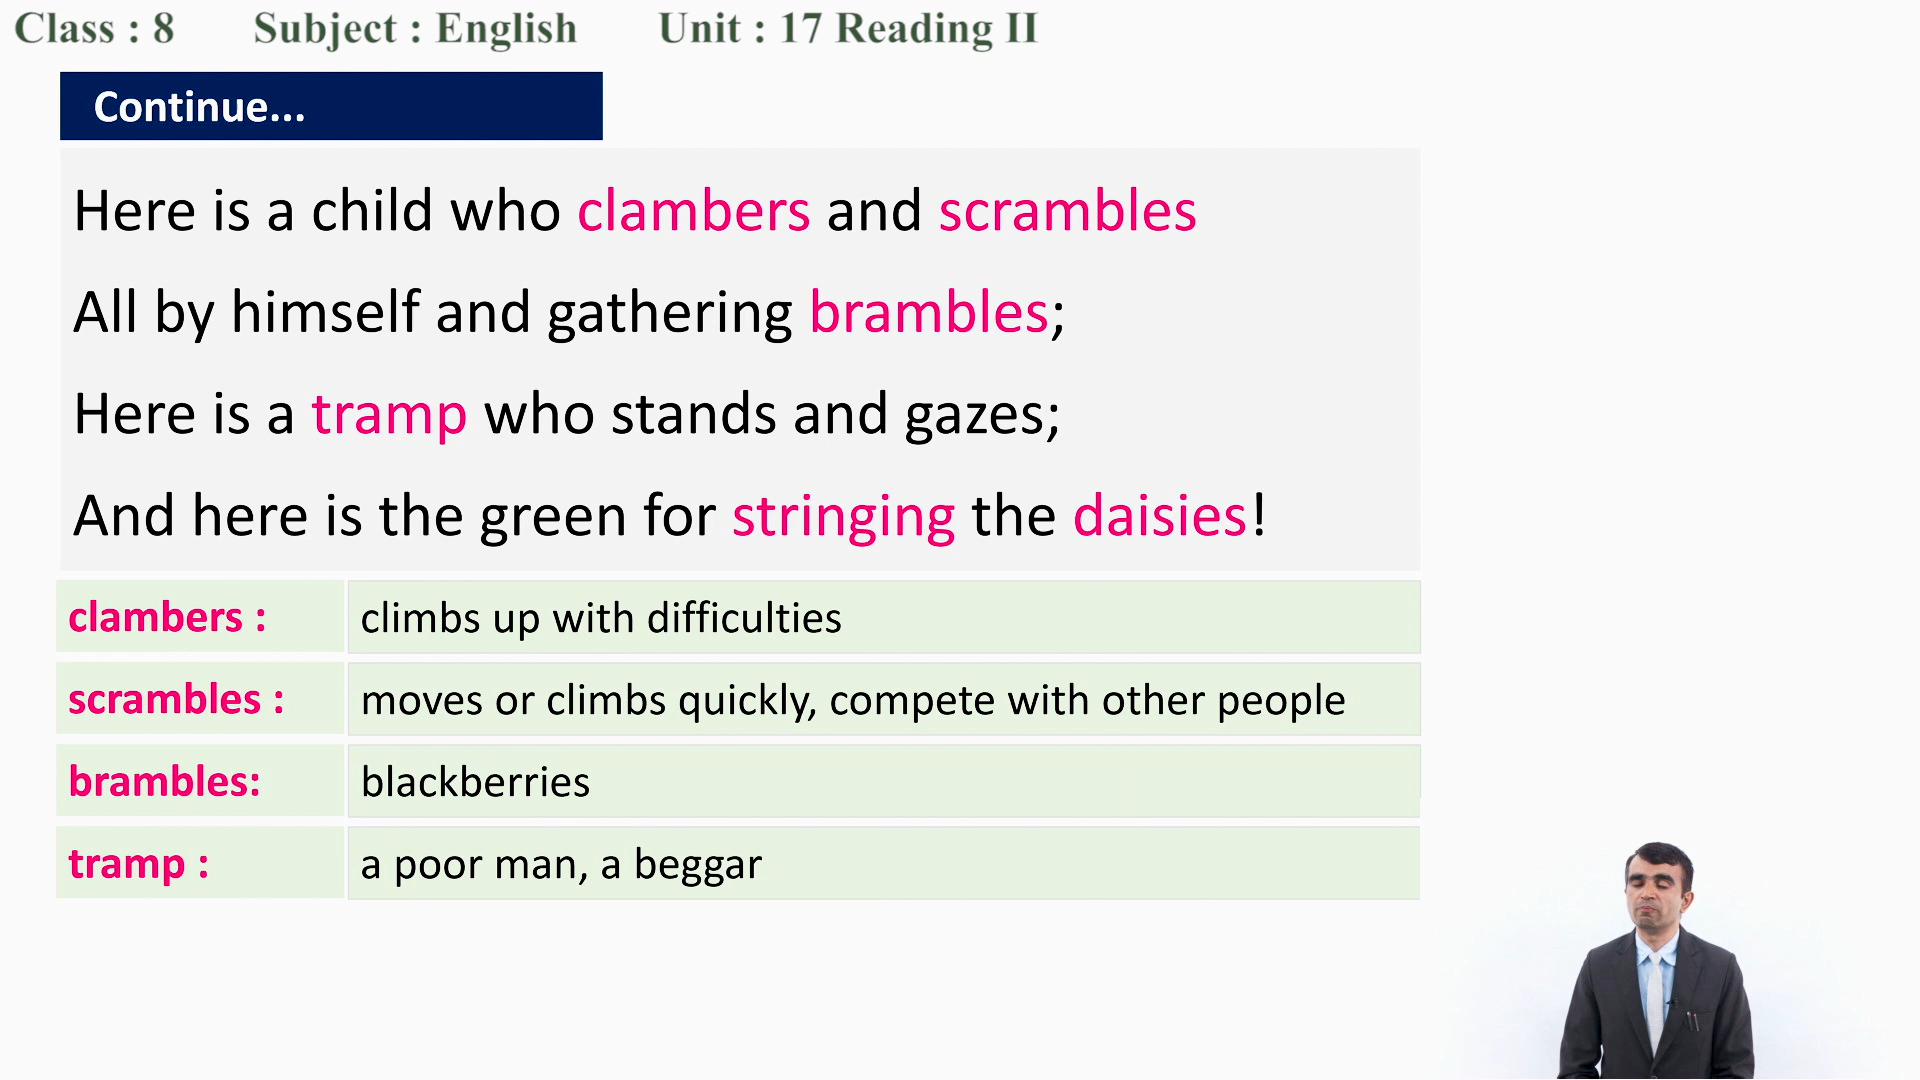 Class : 8 Subject : English Unit : 17 Reading II
Continue...
Here is a child who clambers and scrambles
All by himself and gathering brambles;
Here is a tramp who stands and gazes;
And here is the green for stringing the daisies!
clambers : climbs up with difficulties
scrambles : moves or climbs quickly, compete with other people
brambles: blackberries
tramp : a poor man, a beggar